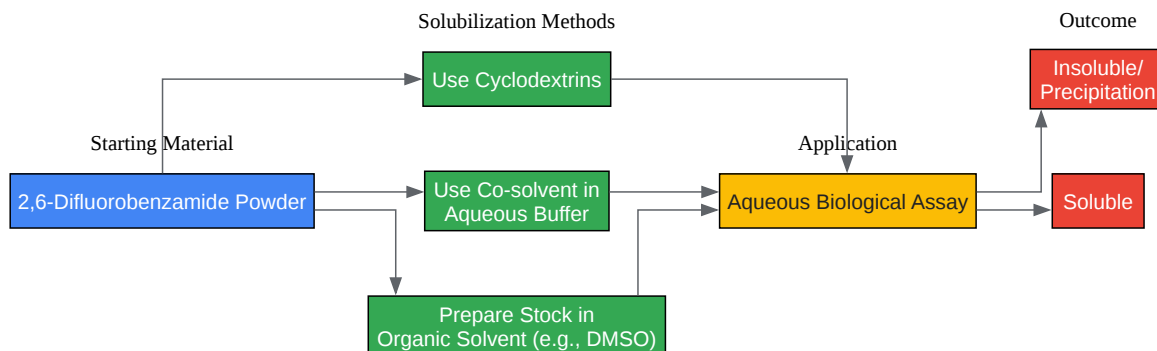 Solubilization Methods
Outcome
Use Cyclodextrins
Insoluble/
Precipitation
Starting Material
Application
2,6-Difluorobenzamide Powder
Use Co-solvent in
Aqueous Buffer
Aqueous Biological Assay
Soluble
Prepare Stock in
Organic Solvent (e.g., DMSO)